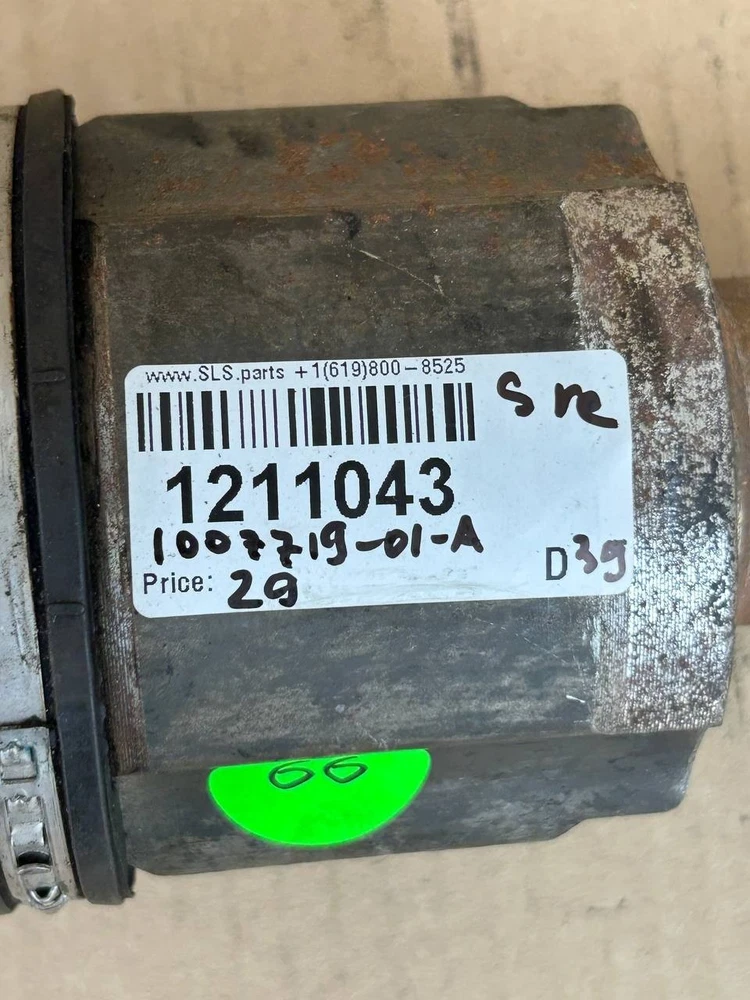 www.SLS.parts +1(619)800-8525
S re
1211043
1007719-01-A
Price: 29
D39
66